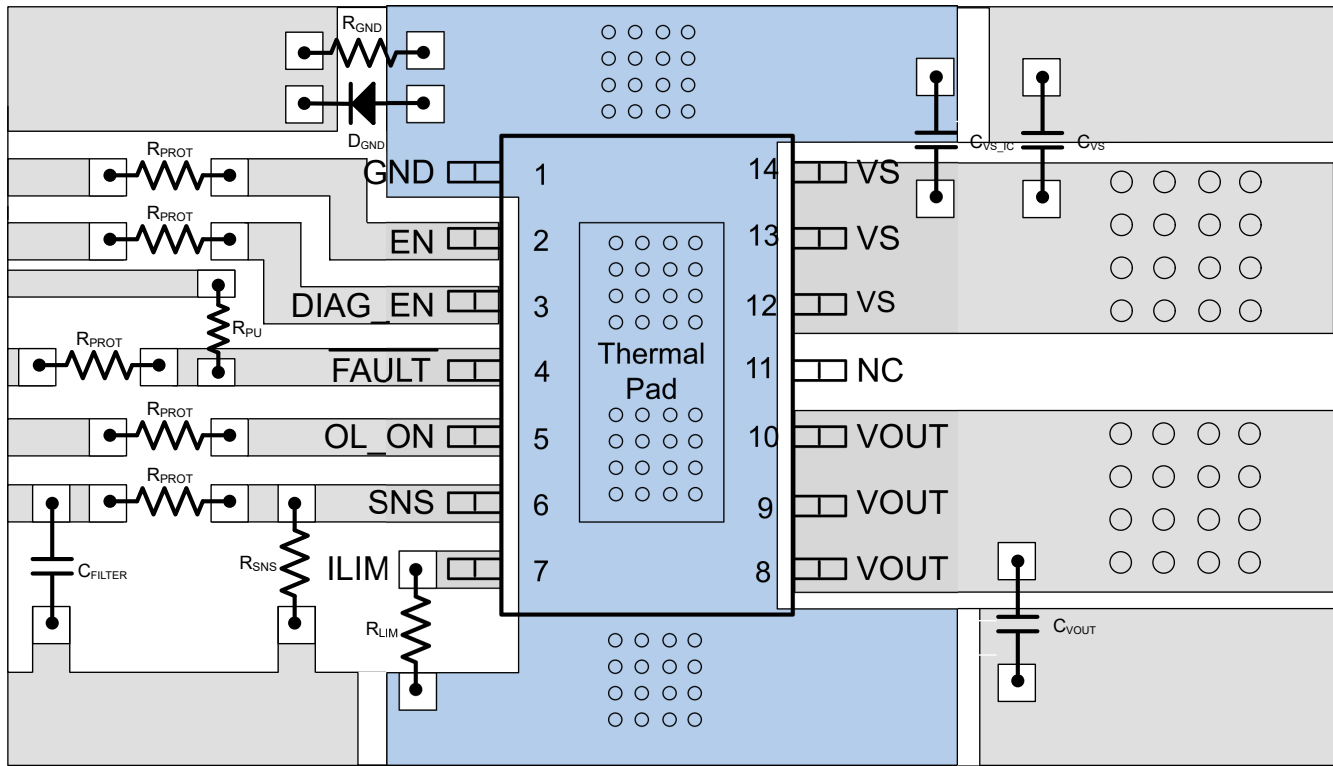 RGND
DGND
CVS_IC
CVS
RPROT
GND
1
14
VS
RPROT
EN
2
13
VS
DIAG_EN
3
12
VS
RPU
RPROT
FAULT
4
Thermal
Pad
11
NC
RPROT
OL_ON
5
10
VOUT
RPROT
SNS
6
9
VOUT
CFILTER
RSNS
ILIM
7
8
VOUT
RLIM
CVOUT